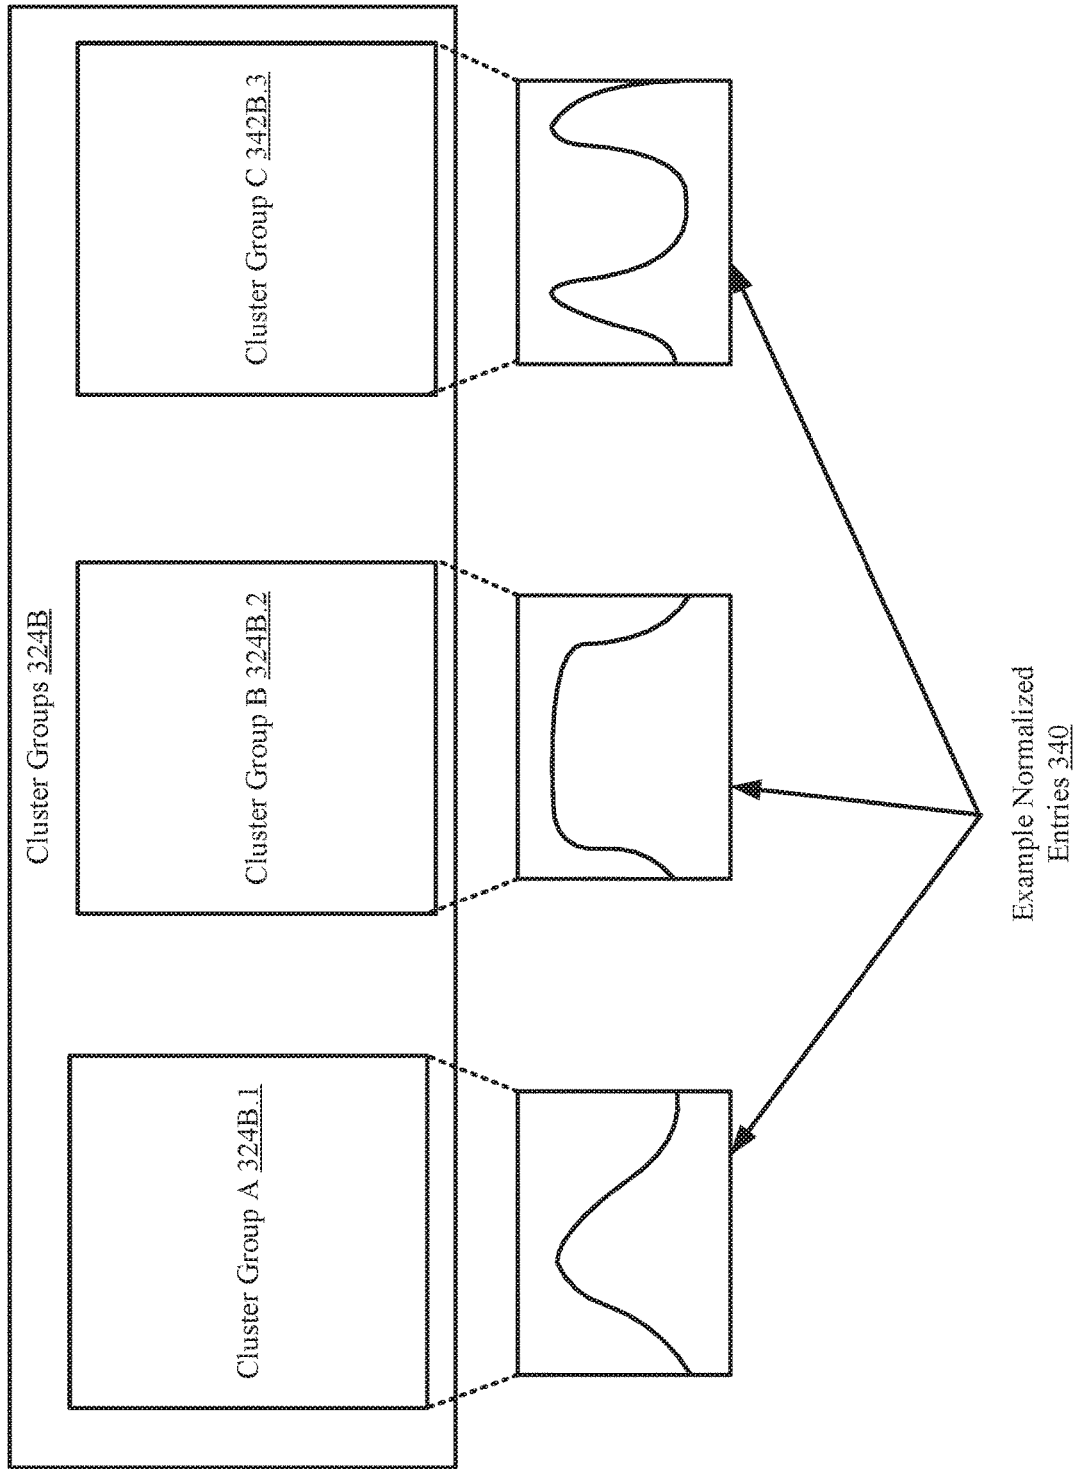 Cluster Groups 324B
Cluster Group A 324B.1
Cluster Group B 324B.2
Cluster Group C 342B.3
Example Normalized
Entries 340